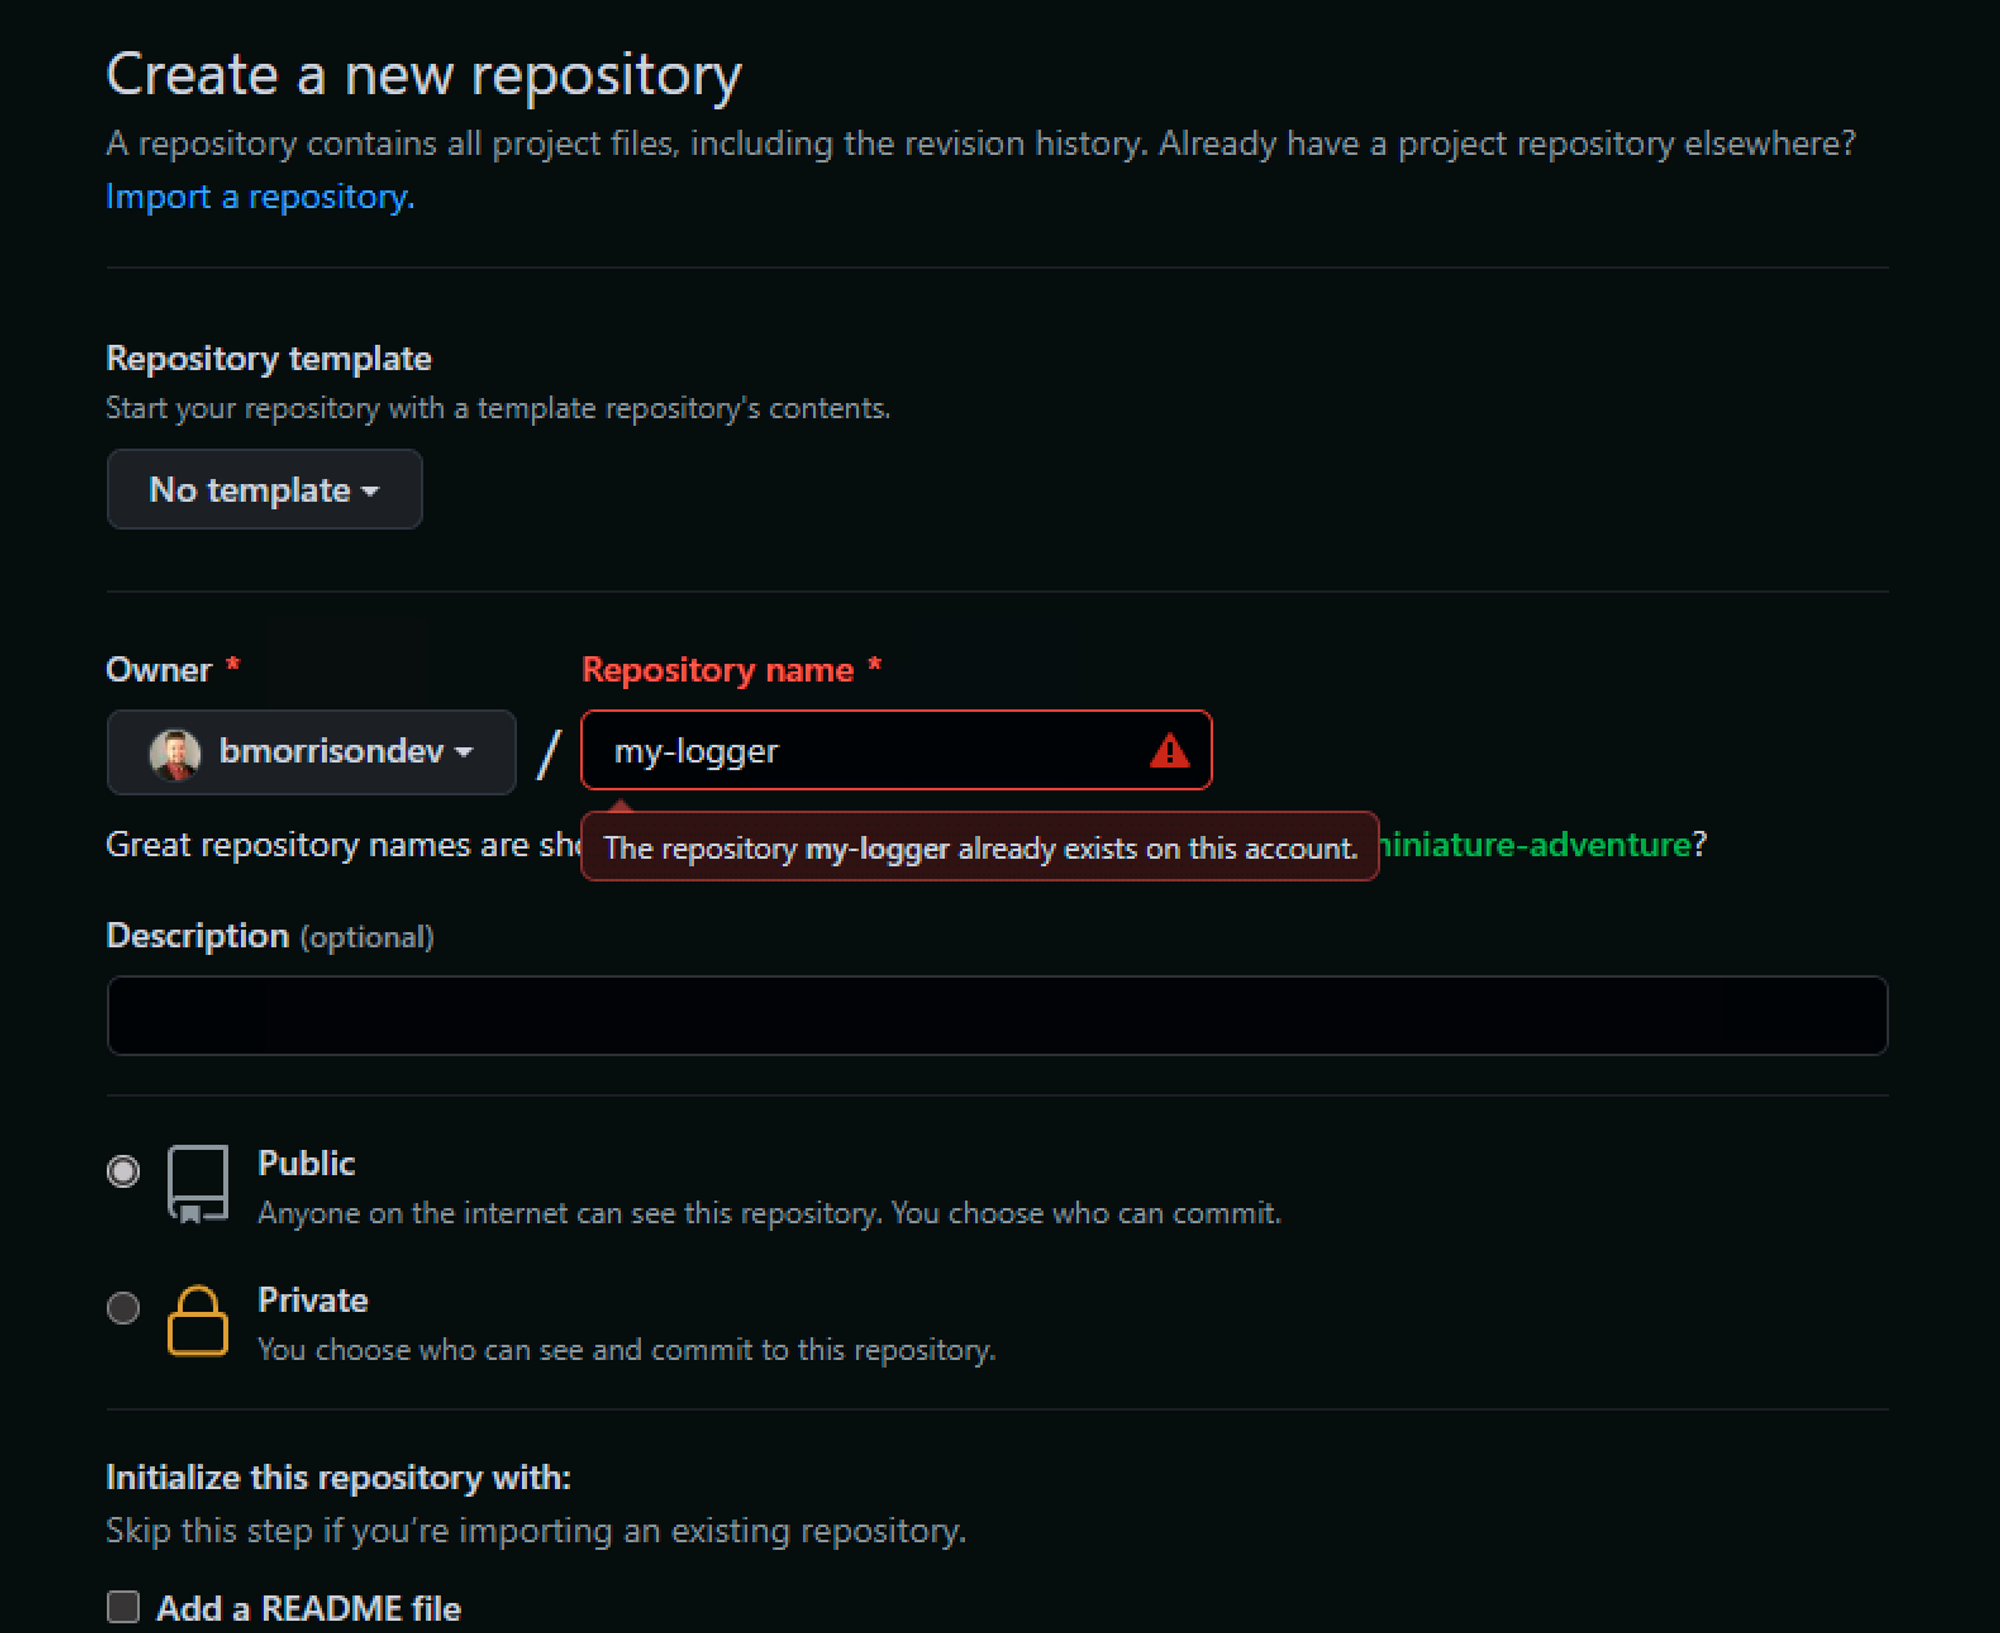 Create a new repository
A repository contains all project files, including the revision history. Already have a project repository elsewhere?
Import a repository.
Repository template
Start your repository with a template repository's contents.
No template
Owner *
Repository name *
bmorrisondev / my-logger
Great repository names are sho
The repository my-logger already exists on this account.
iniature-adventure?
Description (optional)
Public
Anyone on the internet can see this repository. You choose who can commit.
Private
You choose who can see and commit to this repository.
Initialize this repository with:
Skip this step if you’re importing an existing repository.
Add a README file